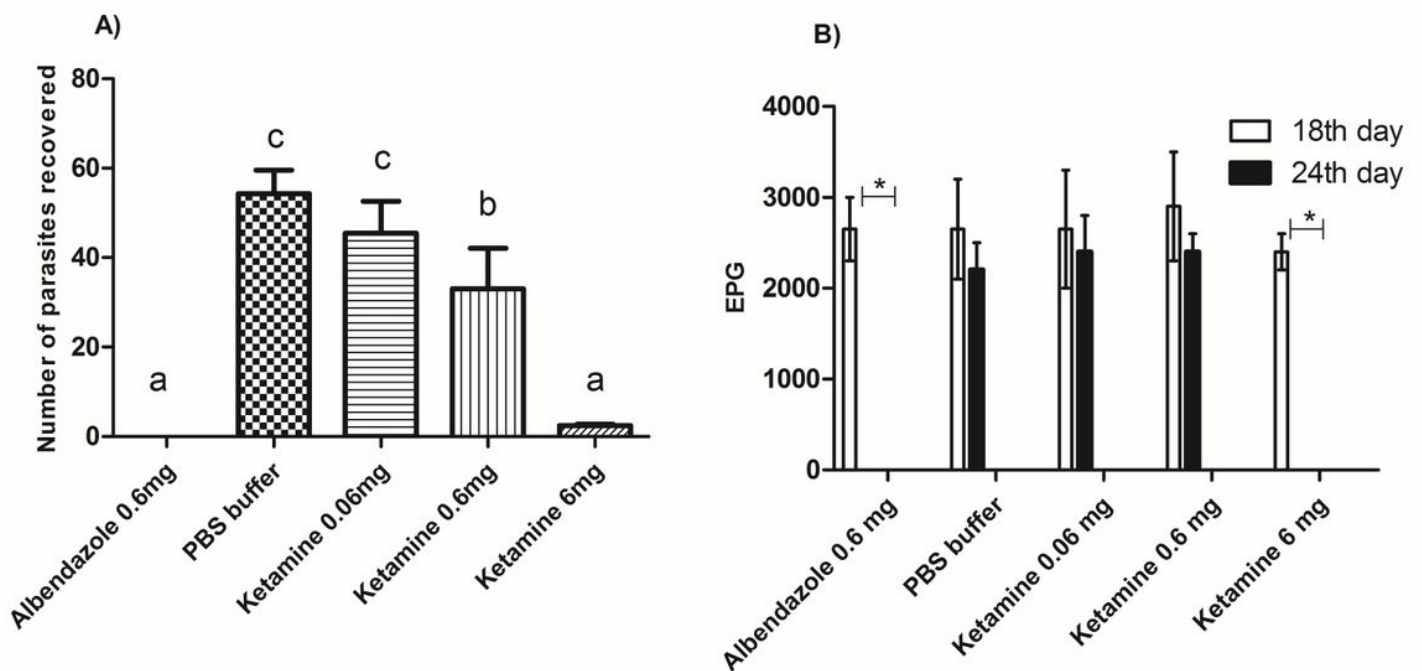 A)
Number of parasites recovered
80
60
40
20
0
a
c
c
b
a
Albendazole 0.6mg
PBS buffer
Ketamine 0.06mg
Ketamine 0.6mg
Ketamine 6mg
B)
EPG
4000
3000
2000
1000
0
18th day
24th day
*
*
Albendazole 0.6 mg
PBS buffer
Ketamine 0.06 mg
Ketamine 0.6 mg
Ketamine 6 mg